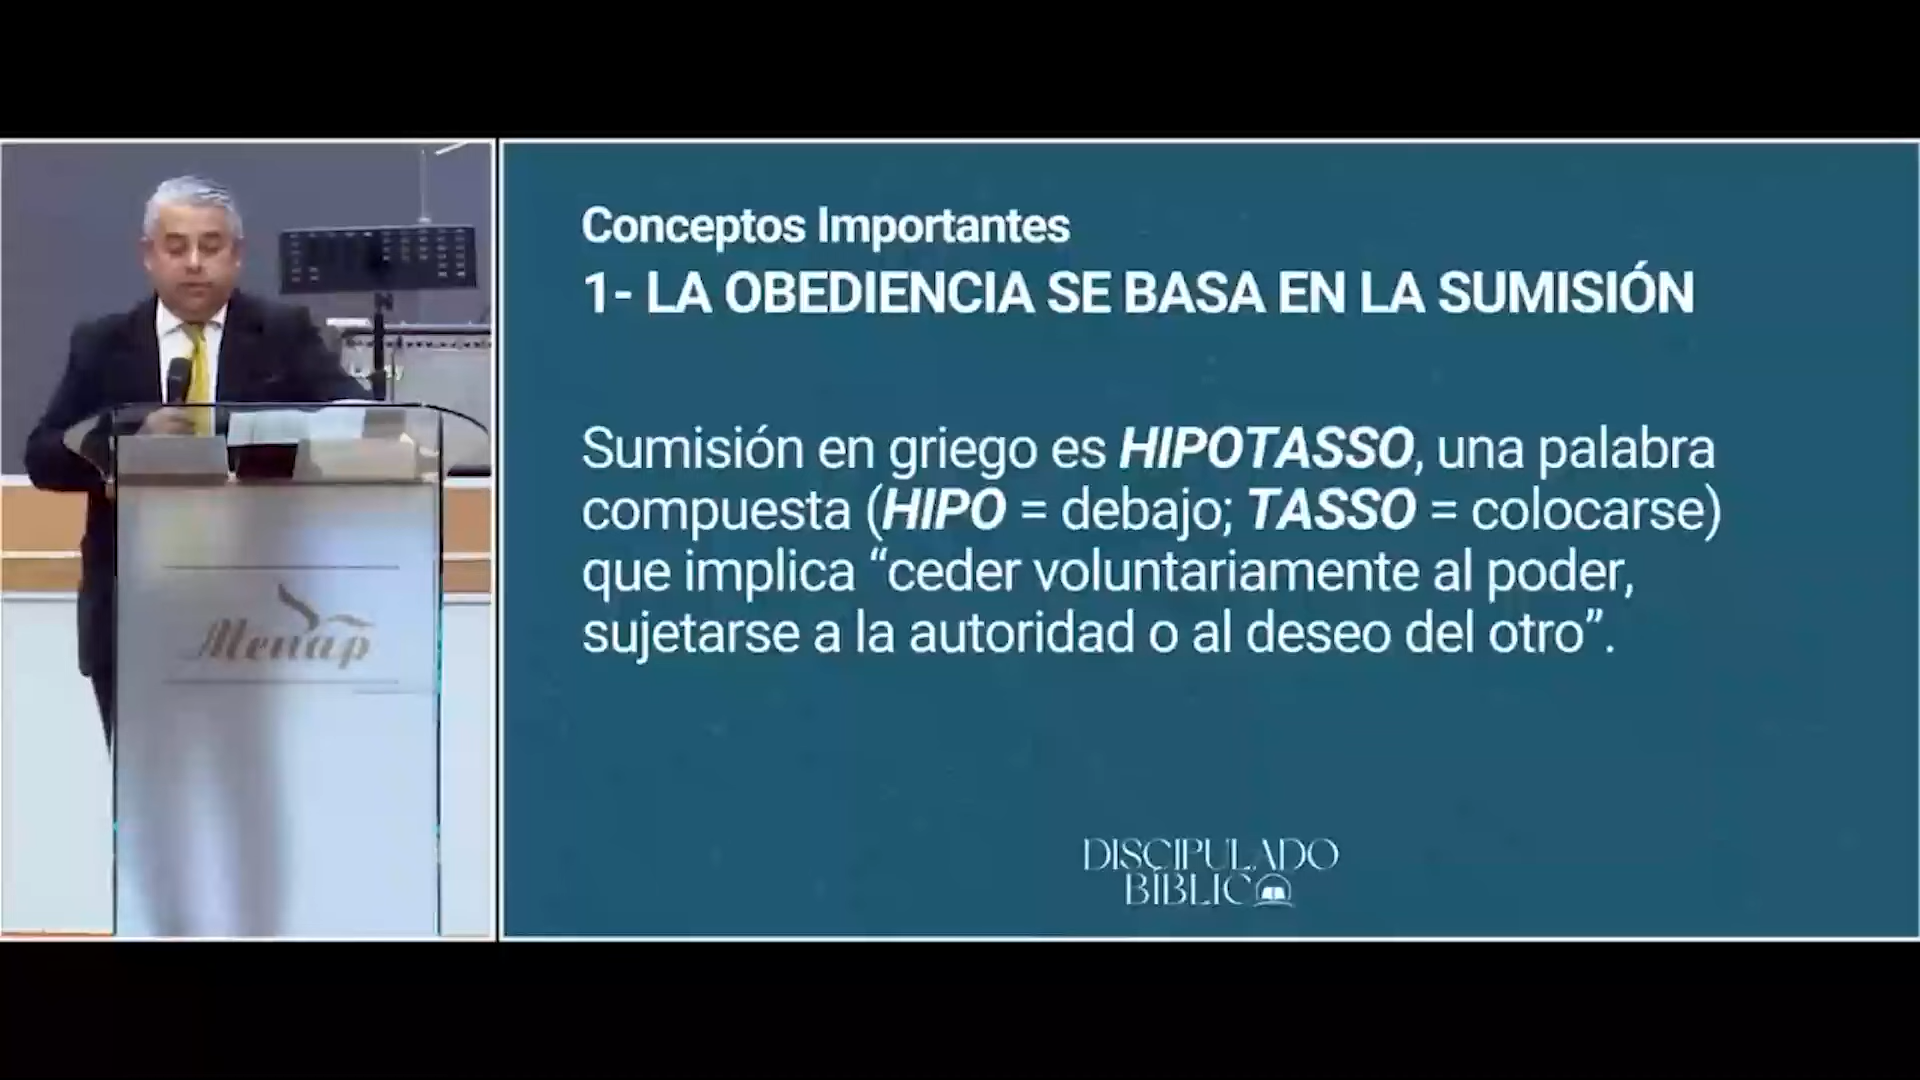 Conceptos Importantes
1- LA OBEDIENCIA SE BASA EN LA SUMISIÓN
Sumisión en griego es HIPOTASSO, una palabra
compuesta (HIPO = debajo; TASSO = colocarse)
que implica “ceder voluntariamente al poder,
sujetarse a la autoridad o al deseo del otro”.
DISCIPULADO
BÍBLICO
Menap